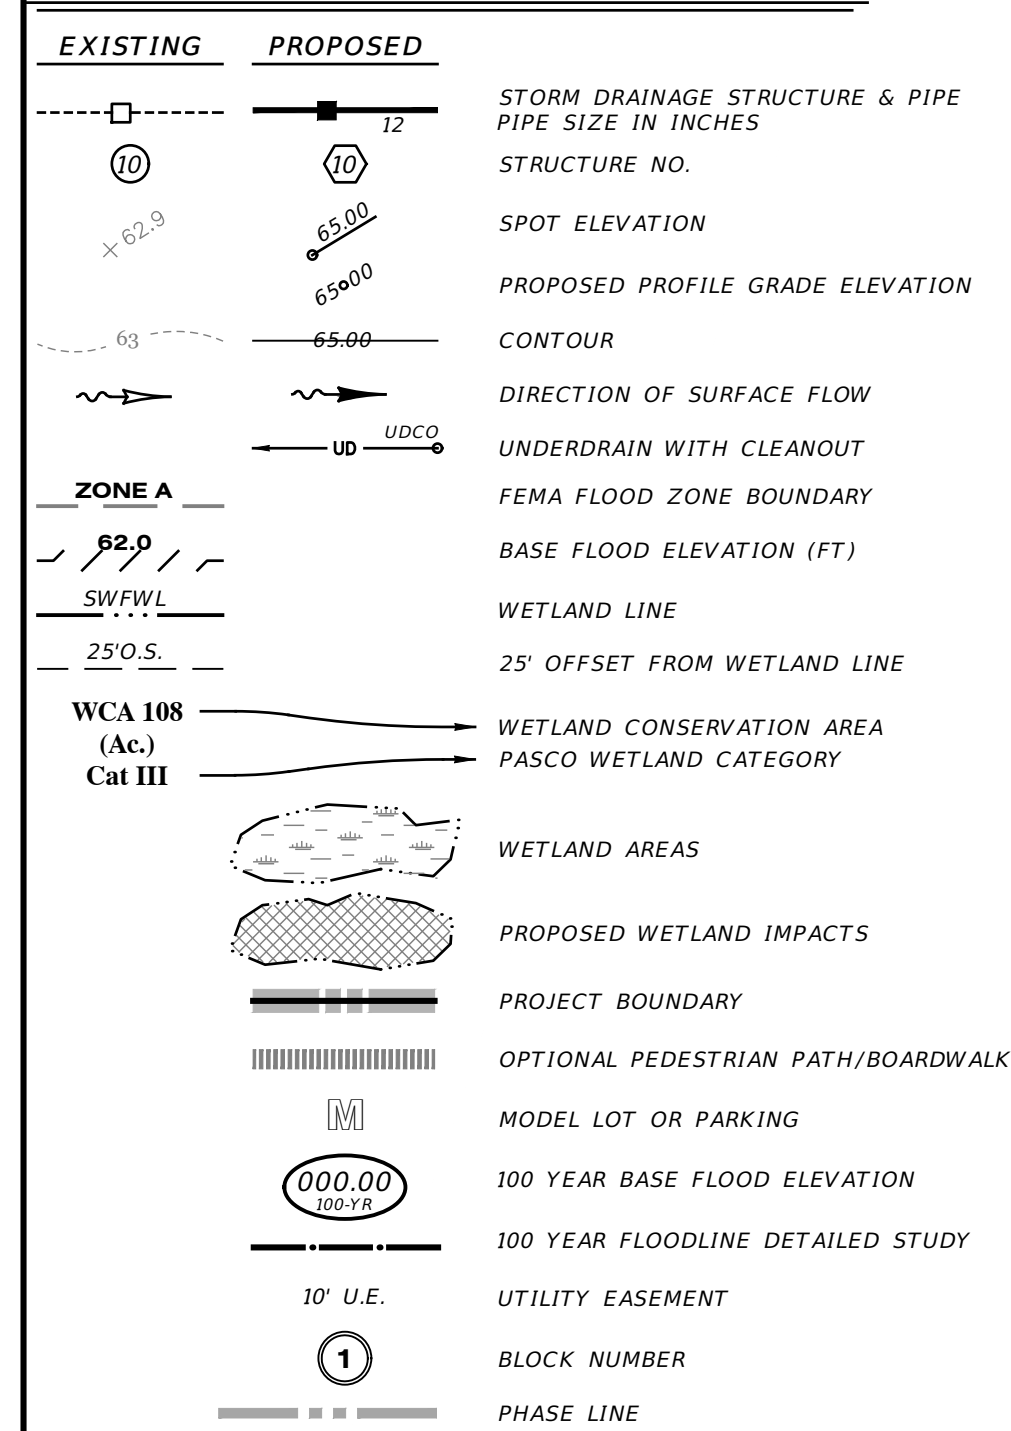 EXISTING PROPOSED
STORM DRAINAGE STRUCTURE & PIPE
12 PIPE SIZE IN INCHES
10 10 STRUCTURE NO.
62.9 65.00 SPOT ELEVATION
65 00 PROPOSED PROFILE GRADE ELEVATION
63 65.00 CONTOUR
DIRECTION OF SURFACE FLOW
UD UDCO UNDERDRAIN WITH CLEANOUT
ZONE A FEMA FLOOD ZONE BOUNDARY
62.0 BASE FLOOD ELEVATION (FT)
SWFWL WETLAND LINE
25'O.S. 25' OFFSET FROM WETLAND LINE
WCA 108 WETLAND CONSERVATION AREA
(Ac.)
Cat III PASCO WETLAND CATEGORY
WETLAND AREAS
PROPOSED WETLAND IMPACTS
PROJECT BOUNDARY
OPTIONAL PEDESTRIAN PATH/BOARDWALK
M MODEL LOT OR PARKING
000.00 100 YEAR BASE FLOOD ELEVATION
100-YR
100 YEAR FLOODLINE DETAILED STUDY
10' U.E. UTILITY EASEMENT
1 BLOCK NUMBER
PHASE LINE